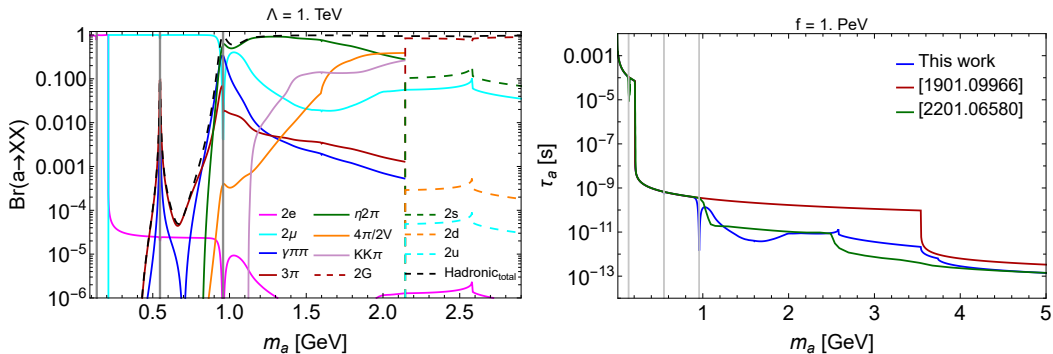 Λ = 1. TeV
Br(a→XX)
1
0.100
0.010
0.001
10⁻⁴
10⁻⁵
10⁻⁶
2e
2μ
γππ
3π
η2π
4π/2V
KKπ
2G
2s
2d
2u
Hadronic_total
0.5 1.0 1.5 2.0 2.5
m_a [GeV]
f = 1. PeV
τ_a [s]
0.001
10⁻⁵
10⁻⁷
10⁻⁹
10⁻¹¹
10⁻¹³
This work
[1901.09966]
[2201.06580]
1 2 3 4 5
m_a [GeV]